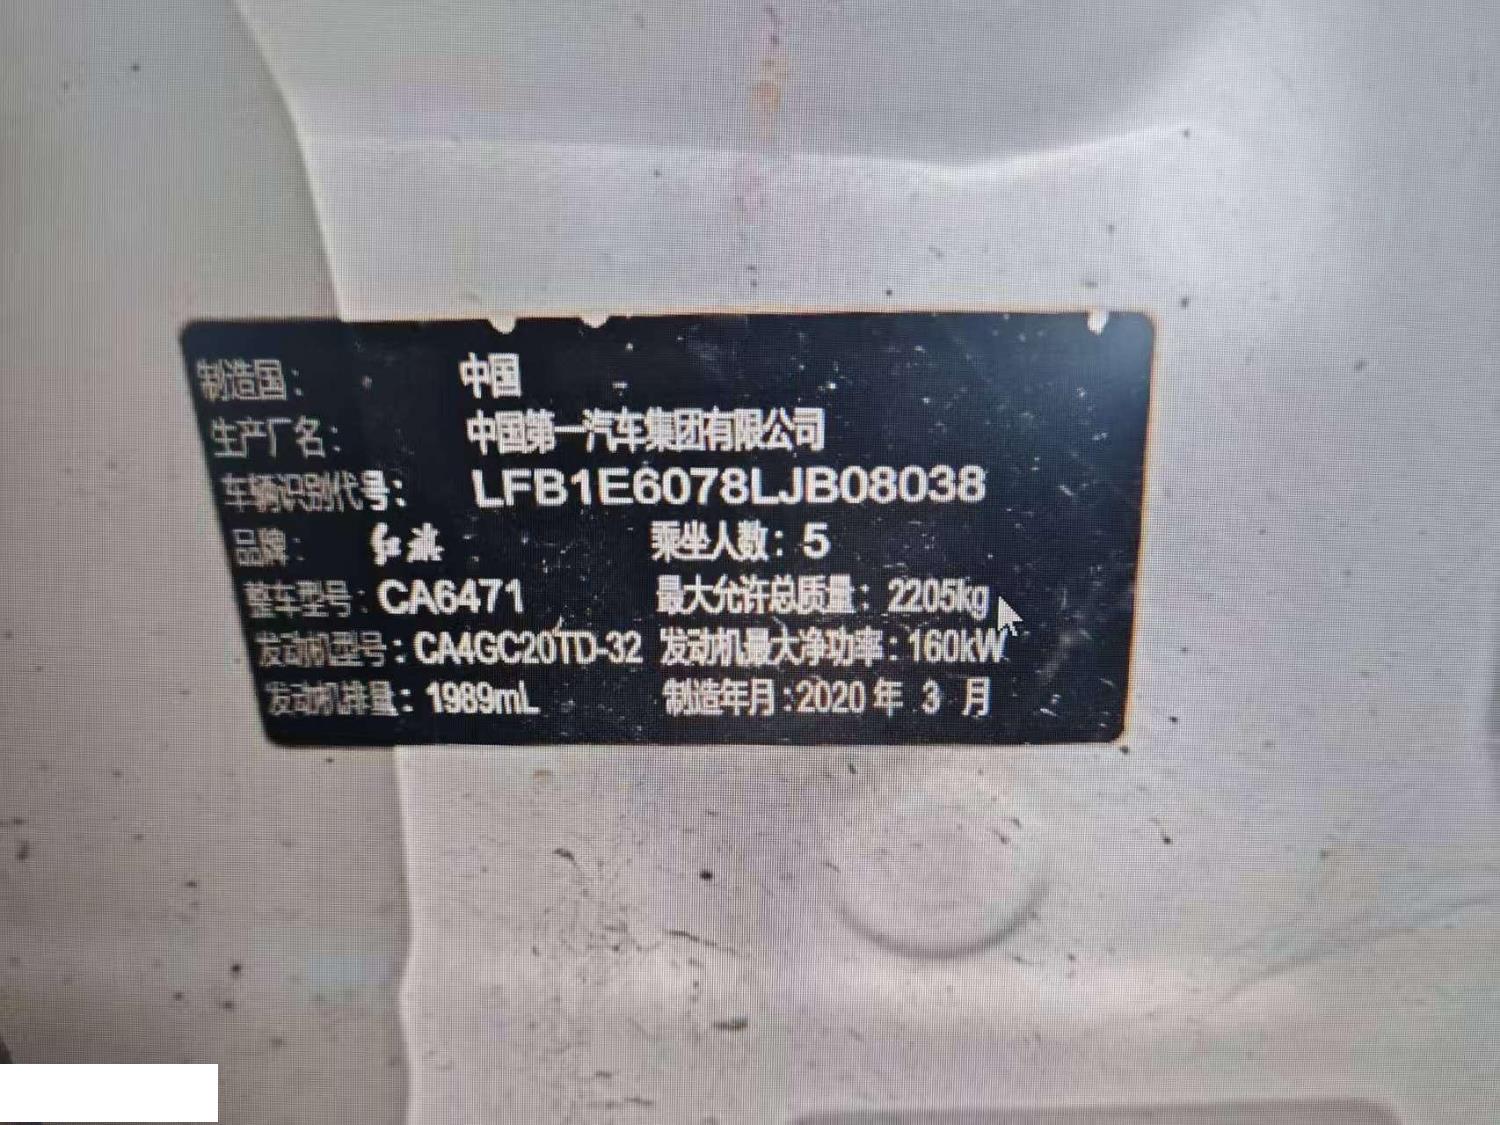 制造国： 中国
生产厂名： 中国第一汽车集团有限公司
车辆识别代号： LFB1E6078LJB08038
品牌： 红旗 乘坐人数：5
整车型号：CA6471 最大允许总质量：2205kg
发动机型号：CA4GC20TD-32 发动机最大净功率：160kW
发动机排量：1989mL 制造年月：2020 年 3 月